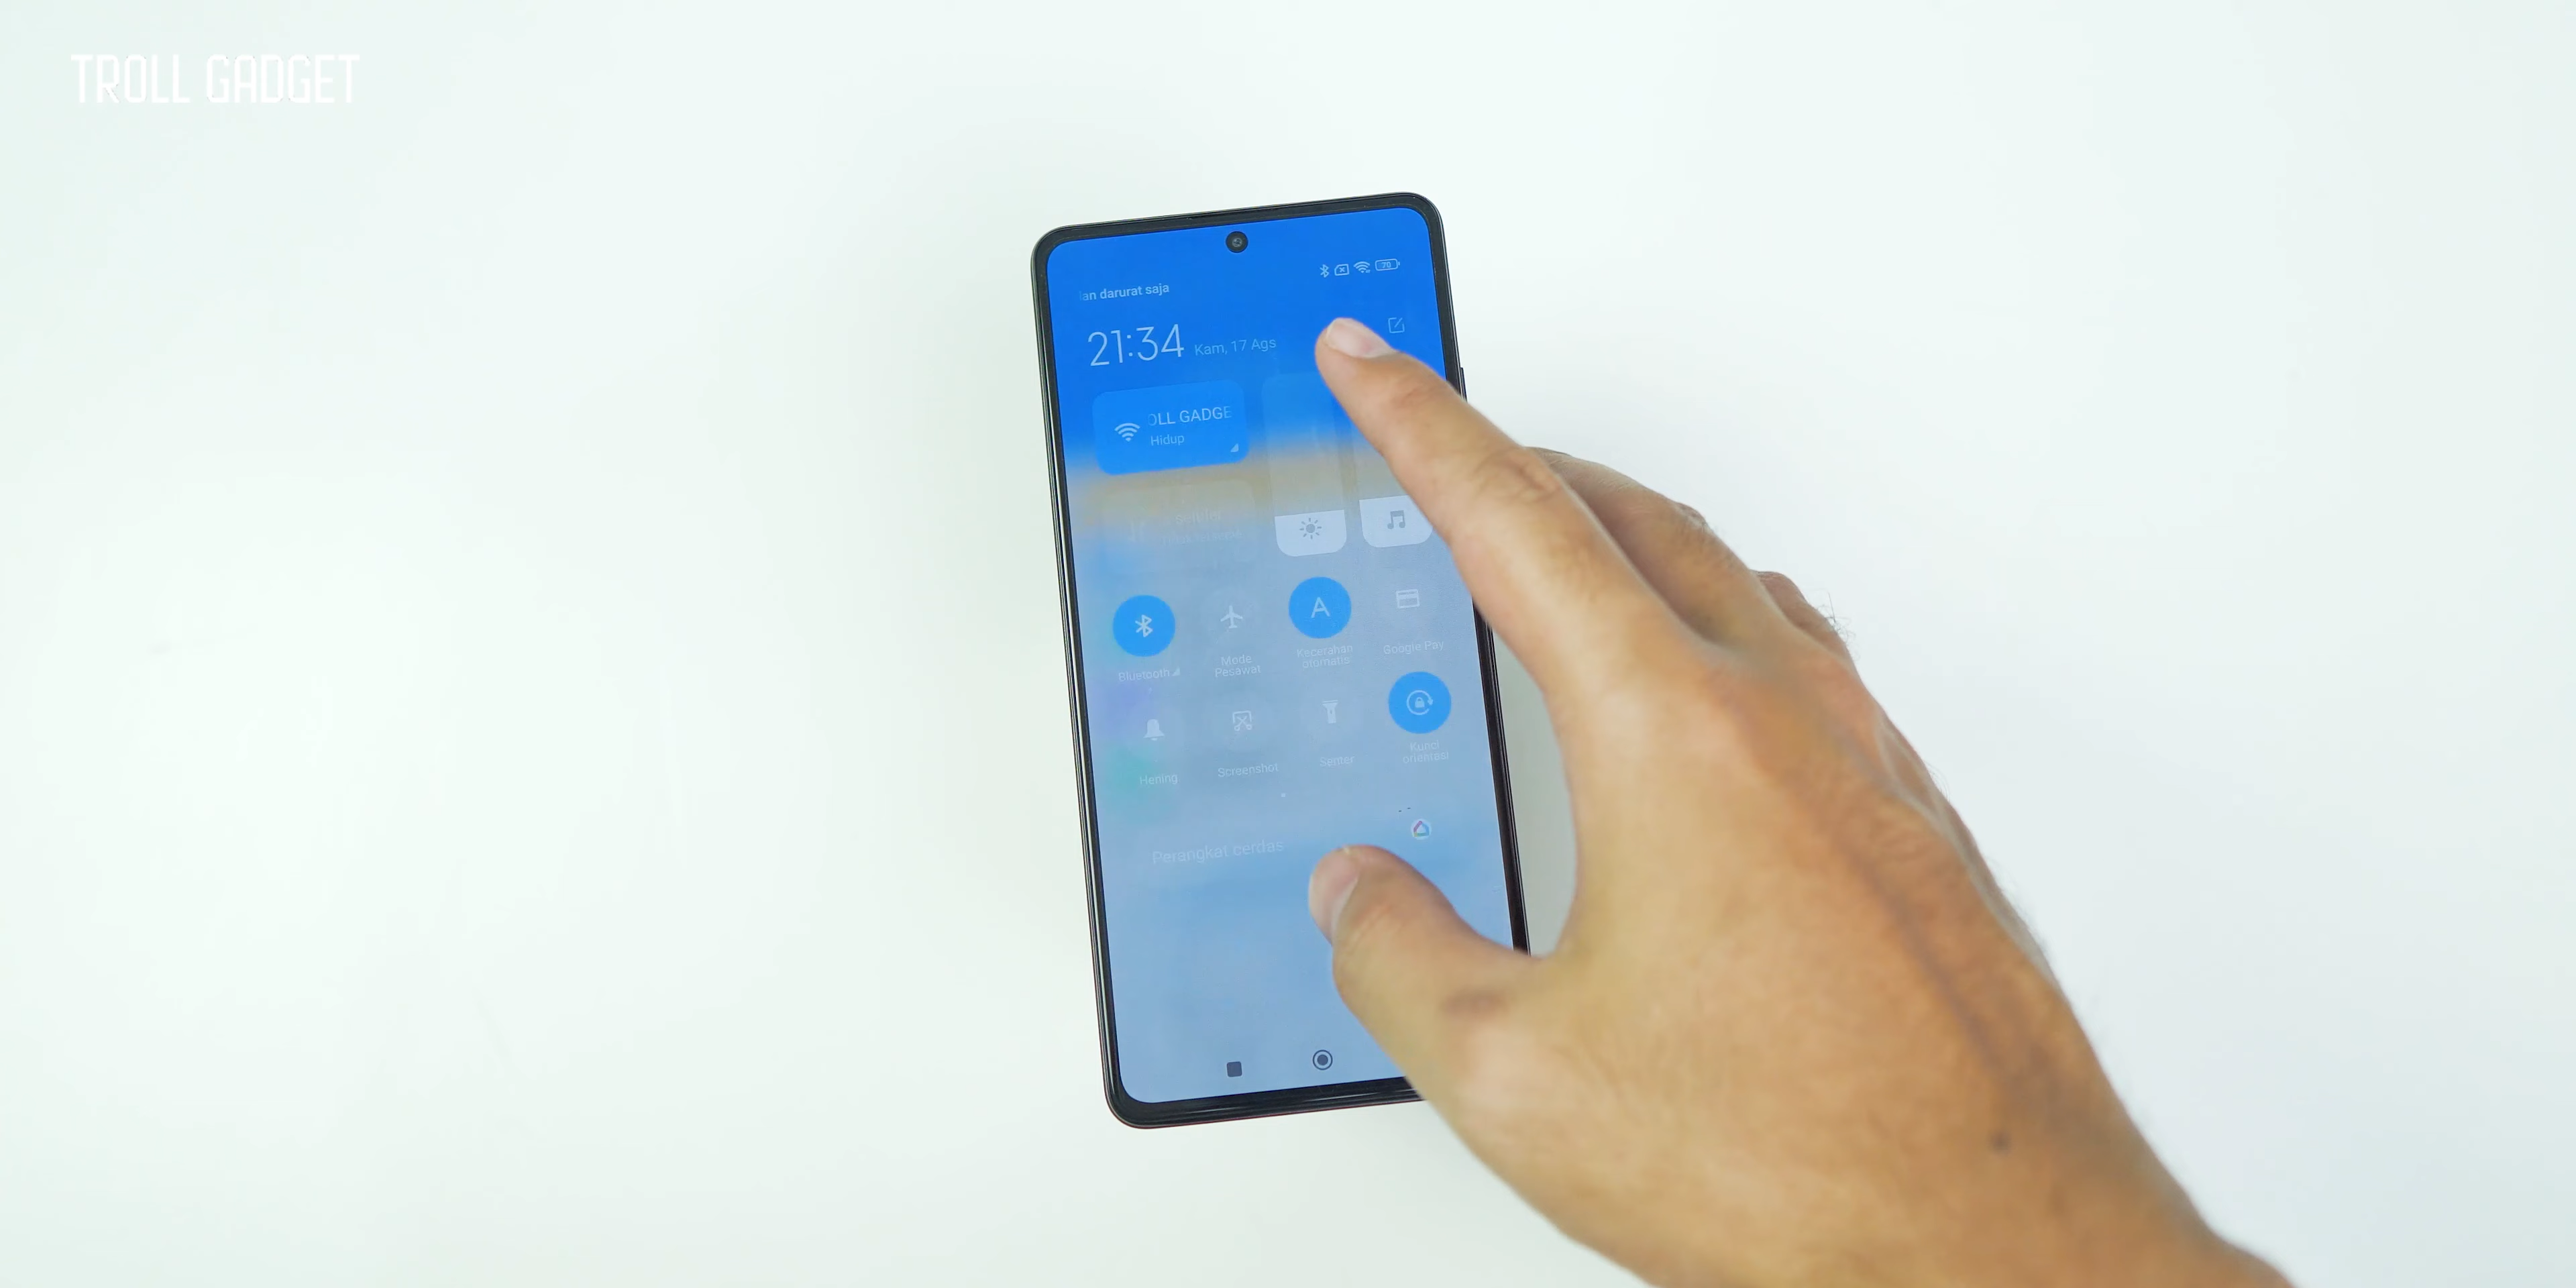 TROLL GADGET
an darurat saja
70
21:34 Kam, 17 Ags
OLL GADGE
Hidup
Bluetooth
Mode
Pesawat
A
Kecerahan
otomatis
Google Pay
Hening
Screenshot
Senter
Kunci
orientasi
Perangkat cerdas